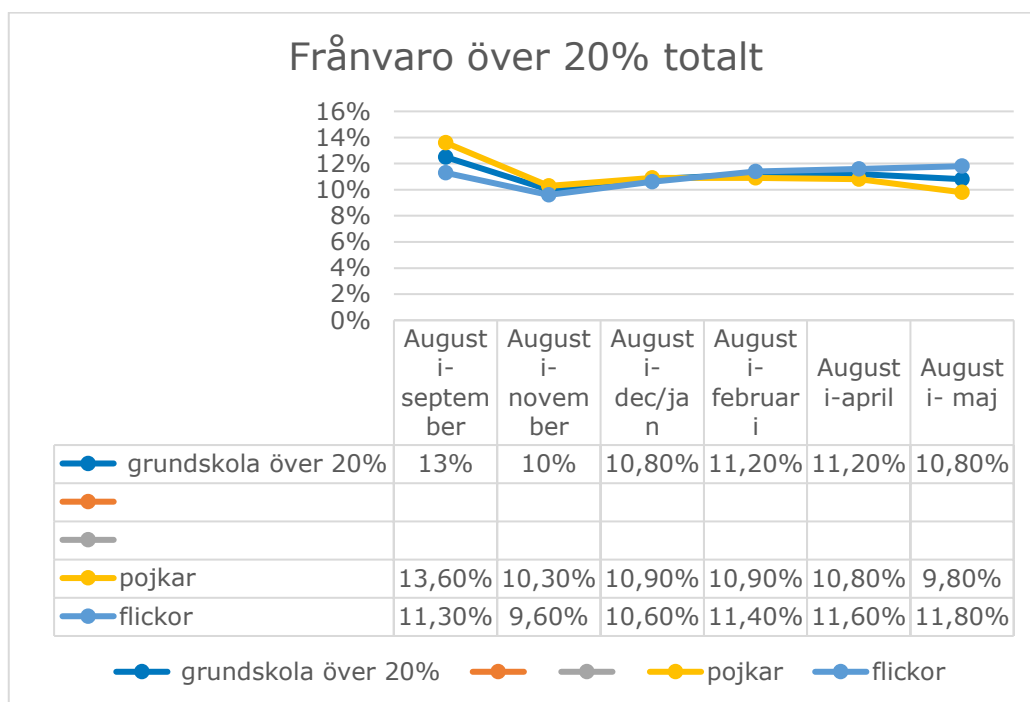 Frånvaro över 20% totalt
16%
14%
12%
10%
8%
6%
4%
2%
0%
August
i-
septem
ber
August
i-
novem
ber
August
i-
dec/ja
n
August
i-
februar
i
August
i-april
August
i- maj
grundskola över 20% 13% 10% 10,80% 11,20% 11,20% 10,80%
pojkar 13,60% 10,30% 10,90% 10,90% 10,80% 9,80%
flickor 11,30% 9,60% 10,60% 11,40% 11,60% 11,80%
grundskola över 20% pojkar flickor